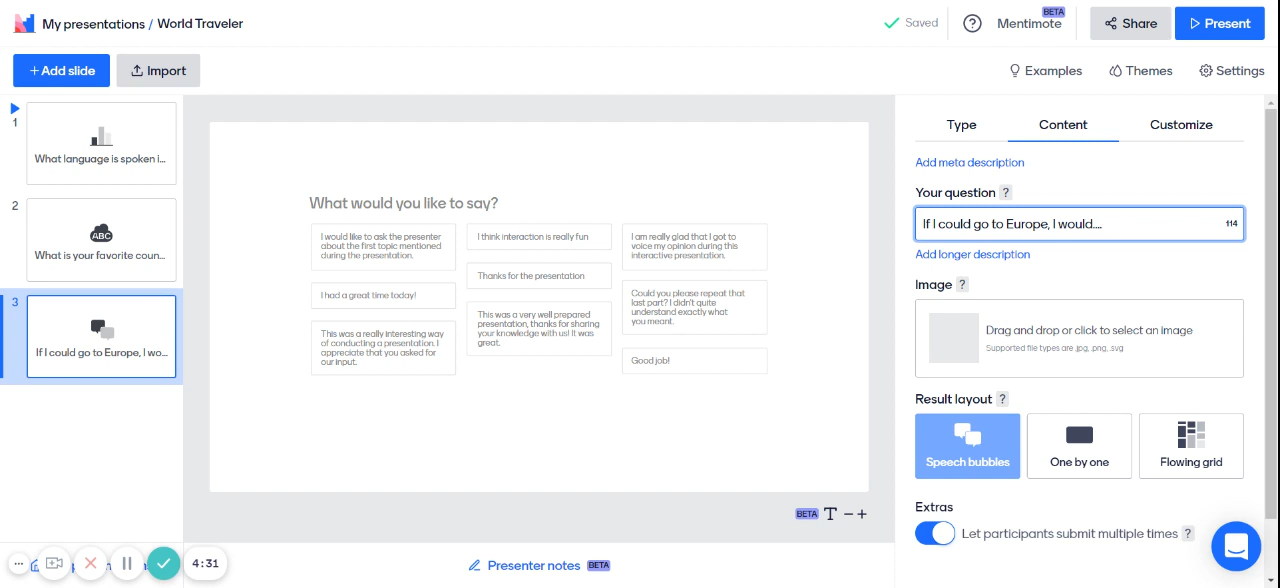 My presentations / World Traveler
Saved
?
Mentimote
BETA
Share
Present
+ Add slide
Import
Examples
Themes
Settings
1
What language is spoken i...
2
ABC
What is your favorite coun...
3
If I could go to Europe, I wo...
What would you like to say?
I would like to ask the presenter
about the first topic mentioned
during the presentation.
I had a great time today!
This was a really interesting way
of conducting a presentation. I
appreciate that you asked for
our input.
I think interaction is really fun
Thanks for the presentation
This was a very well prepared
presentation, thanks for sharing
your knowledge with us! It was
great.
I am really glad that I got to
voice my opinion during this
interactive presentation.
Could you please repeat that
last part? I didn't quite
understand exactly what
you meant.
Good job!
BETA T − +
Presenter notes BETA
4:31
Type
Content
Customize
Add meta description
Your question ?
If I could go to Europe, I would.... 114
Add longer description
Image ?
Drag and drop or click to select an image
Supported file types are .jpg, .png, .svg
Result layout ?
Speech bubbles
One by one
Flowing grid
Extras
Let participants submit multiple times ?